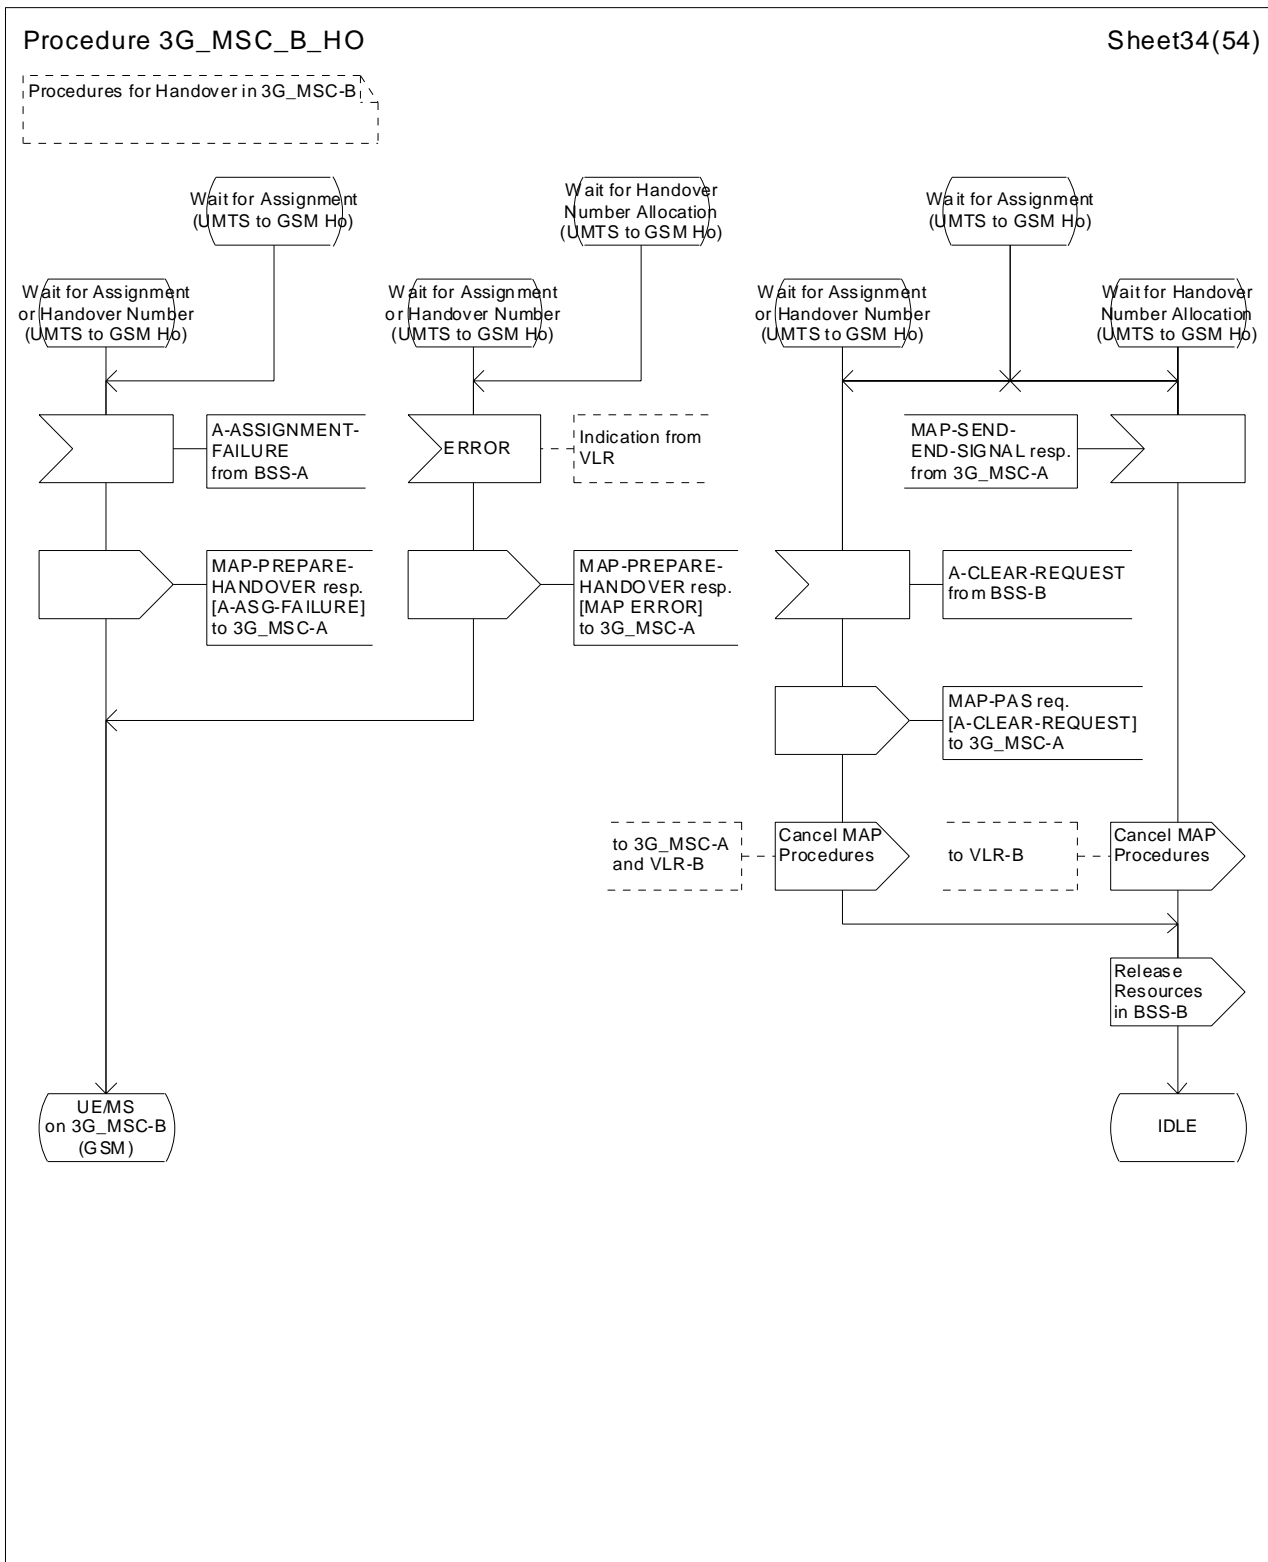 Procedure 3G_MSC_B_HO
Sheet34(54)
Procedures for Handover in 3G_MSC-B
Wait for Assignment
(UMTS to GSM Ho)
Wait for Handover
Number Allocation
(UMTS to GSM Ho)
Wait for Assignment
(UMTS to GSM Ho)
Wait for Assignment
or Handover Number
(UMTS to GSM Ho)
Wait for Assignment
or Handover Number
(UMTS to GSM Ho)
Wait for Assignment
or Handover Number
(UMTS to GSM Ho)
Wait for Handover
Number Allocation
(UMTS to GSM Ho)
A-ASSIGNMENT-
FAILURE
from BSS-A
ERROR
Indication from
VLR
MAP-SEND-
END-SIGNAL resp.
from 3G_MSC-A
MAP-PREPARE-
HANDOVER resp.
[A-ASG-FAILURE]
to 3G_MSC-A
MAP-PREPARE-
HANDOVER resp.
[MAP ERROR]
to 3G_MSC-A
A-CLEAR-REQUEST
from BSS-B
MAP-PAS req.
[A-CLEAR-REQUEST]
to 3G_MSC-A
to 3G_MSC-A
and VLR-B
Cancel MAP
Procedures
to VLR-B
Cancel MAP
Procedures
Release
Resources
in BSS-B
UE/MS
on 3G_MSC-B
(GSM)
IDLE